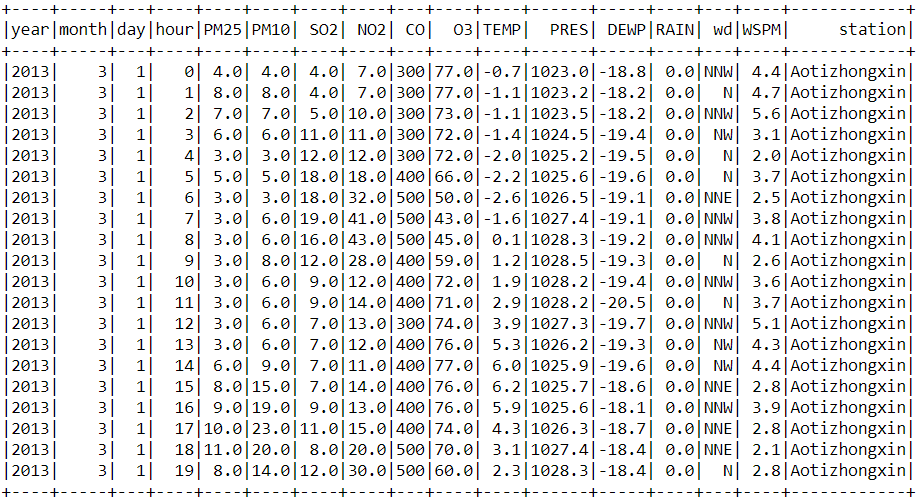 +----+-----+---+----+----+----+----+----+---+----+----+------+-----+----+---+----+------------+
|year|month|day|hour|PM25|PM10| SO2| NO2| CO|  O3|TEMP|  PRES| DEWP|RAIN| wd|WSPM|     station|
+----+-----+---+----+----+----+----+----+---+----+----+------+-----+----+---+----+------------+
|2013|    3|  1|   0| 4.0| 4.0| 4.0| 7.0|300|77.0|-0.7|1023.0|-18.8| 0.0|NNW| 4.4|Aotizhongxin|
|2013|    3|  1|   1| 8.0| 8.0| 4.0| 7.0|300|77.0|-1.1|1023.2|-18.2| 0.0|  N| 4.7|Aotizhongxin|
|2013|    3|  1|   2| 7.0| 7.0| 5.0|10.0|300|73.0|-1.1|1023.5|-18.2| 0.0|NNW| 5.6|Aotizhongxin|
|2013|    3|  1|   3| 6.0| 6.0|11.0|11.0|300|72.0|-1.4|1024.5|-19.4| 0.0| NW| 3.1|Aotizhongxin|
|2013|    3|  1|   4| 3.0| 3.0|12.0|12.0|300|72.0|-2.0|1025.2|-19.5| 0.0|  N| 2.0|Aotizhongxin|
|2013|    3|  1|   5| 5.0| 5.0|18.0|18.0|400|66.0|-2.2|1025.6|-19.6| 0.0|  N| 3.7|Aotizhongxin|
|2013|    3|  1|   6| 3.0| 3.0|18.0|32.0|500|50.0|-2.6|1026.5|-19.1| 0.0|NNE| 2.5|Aotizhongxin|
|2013|    3|  1|   7| 3.0| 6.0|19.0|41.0|500|43.0|-1.6|1027.4|-19.1| 0.0|NNW| 3.8|Aotizhongxin|
|2013|    3|  1|   8| 3.0| 6.0|16.0|43.0|500|45.0| 0.1|1028.3|-19.2| 0.0|NNW| 4.1|Aotizhongxin|
|2013|    3|  1|   9| 3.0| 8.0|12.0|28.0|400|59.0| 1.2|1028.5|-19.3| 0.0|  N| 2.6|Aotizhongxin|
|2013|    3|  1|  10| 3.0| 6.0| 9.0|12.0|400|72.0| 1.9|1028.2|-19.4| 0.0|NNW| 3.6|Aotizhongxin|
|2013|    3|  1|  11| 3.0| 6.0| 9.0|14.0|400|71.0| 2.9|1028.2|-20.5| 0.0|  N| 3.7|Aotizhongxin|
|2013|    3|  1|  12| 3.0| 6.0| 7.0|13.0|300|74.0| 3.9|1027.3|-19.7| 0.0|NNW| 5.1|Aotizhongxin|
|2013|    3|  1|  13| 3.0| 6.0| 7.0|12.0|400|76.0| 5.3|1026.2|-19.3| 0.0| NW| 4.3|Aotizhongxin|
|2013|    3|  1|  14| 6.0| 9.0| 7.0|11.0|400|77.0| 6.0|1025.9|-19.6| 0.0| NW| 4.4|Aotizhongxin|
|2013|    3|  1|  15| 8.0|15.0| 7.0|14.0|400|76.0| 6.2|1025.7|-18.6| 0.0|NNE| 2.8|Aotizhongxin|
|2013|    3|  1|  16| 9.0|19.0| 9.0|13.0|400|76.0| 5.9|1025.6|-18.1| 0.0|NNW| 3.9|Aotizhongxin|
|2013|    3|  1|  17|10.0|23.0|11.0|15.0|400|74.0| 4.3|1026.3|-18.7| 0.0|NNE| 2.8|Aotizhongxin|
|2013|    3|  1|  18|11.0|20.0| 8.0|20.0|500|70.0| 3.1|1027.4|-18.4| 0.0|NNE| 2.1|Aotizhongxin|
|2013|    3|  1|  19| 8.0|14.0|12.0|30.0|500|60.0| 2.3|1028.3|-18.4| 0.0|  N| 2.8|Aotizhongxin|
+----+-----+---+----+----+----+----+----+---+----+----+------+-----+----+---+----+------------+